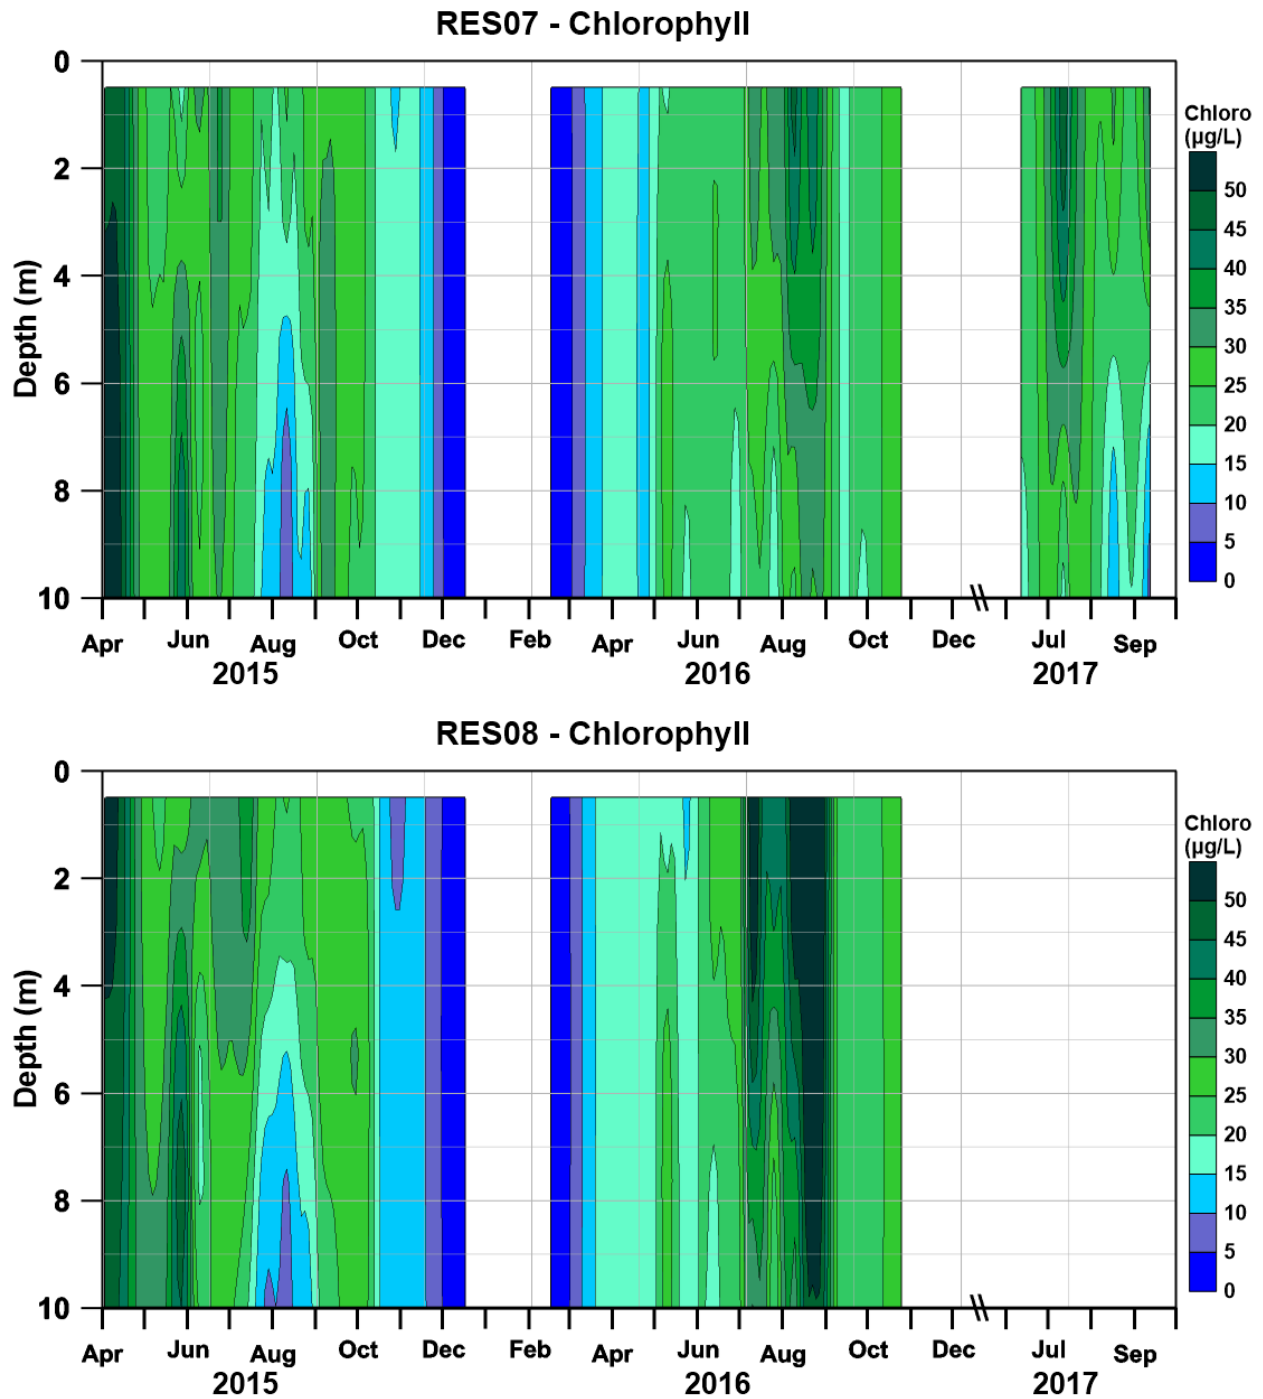 RES07 - Chlorophyll
0
2
4
6
8
10
Depth (m)
Chloro
(µg/L)
50
45
40
35
30
25
20
15
10
5
0
Apr Jun Aug Oct Dec Feb Apr Jun Aug Oct Dec Jul Sep
2015 2016 2017
RES08 - Chlorophyll
0
2
4
6
8
10
Depth (m)
Chloro
(µg/L)
50
45
40
35
30
25
20
15
10
5
0
Apr Jun Aug Oct Dec Feb Apr Jun Aug Oct Dec Jul Sep
2015 2016 2017